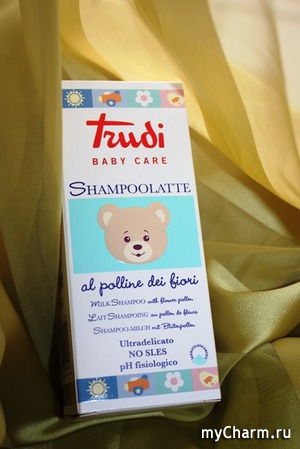 Trudi
BABY CARE
SHAMPOOLATTE
al polline dei fiori
MILK SHAMPOO with flower pollen
LAIT SHAMPOING au pollen de fleurs
SHAMPOO-MILCH mit Blütenpollen
Ultradelicato
NO SLES
pH fisiologico
myCharm.ru